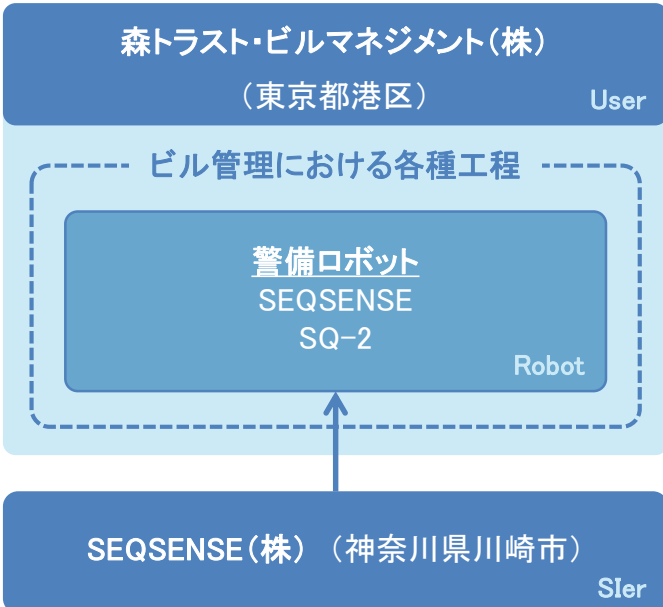 森トラスト・ビルマネジメント（株）
（東京都港区）
User
ビル管理における各種工程
警備ロボット
SEQSENSE
SQ-2
Robot
SEQSENSE（株）（神奈川県川崎市）
SIer